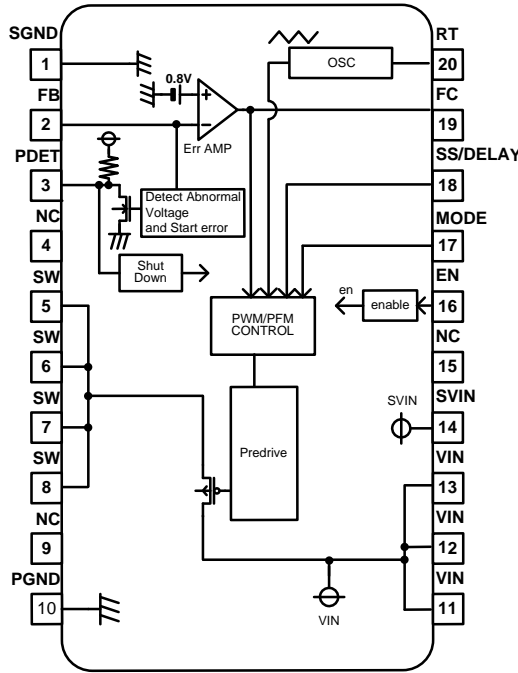 SGND
1
FB
2
PDET
3
NC
4
SW
5
SW
6
SW
7
SW
8
NC
9
PGND
10
0.8V
+
−
Err AMP
Detect Abnormal
Voltage
and Start error
Shut
Down
OSC
PWM/PFM
CONTROL
en
enable
Predrive
SVIN
VIN
RT
20
FC
19
SS/DELAY
18
MODE
17
EN
16
NC
15
SVIN
14
VIN
13
VIN
12
VIN
11